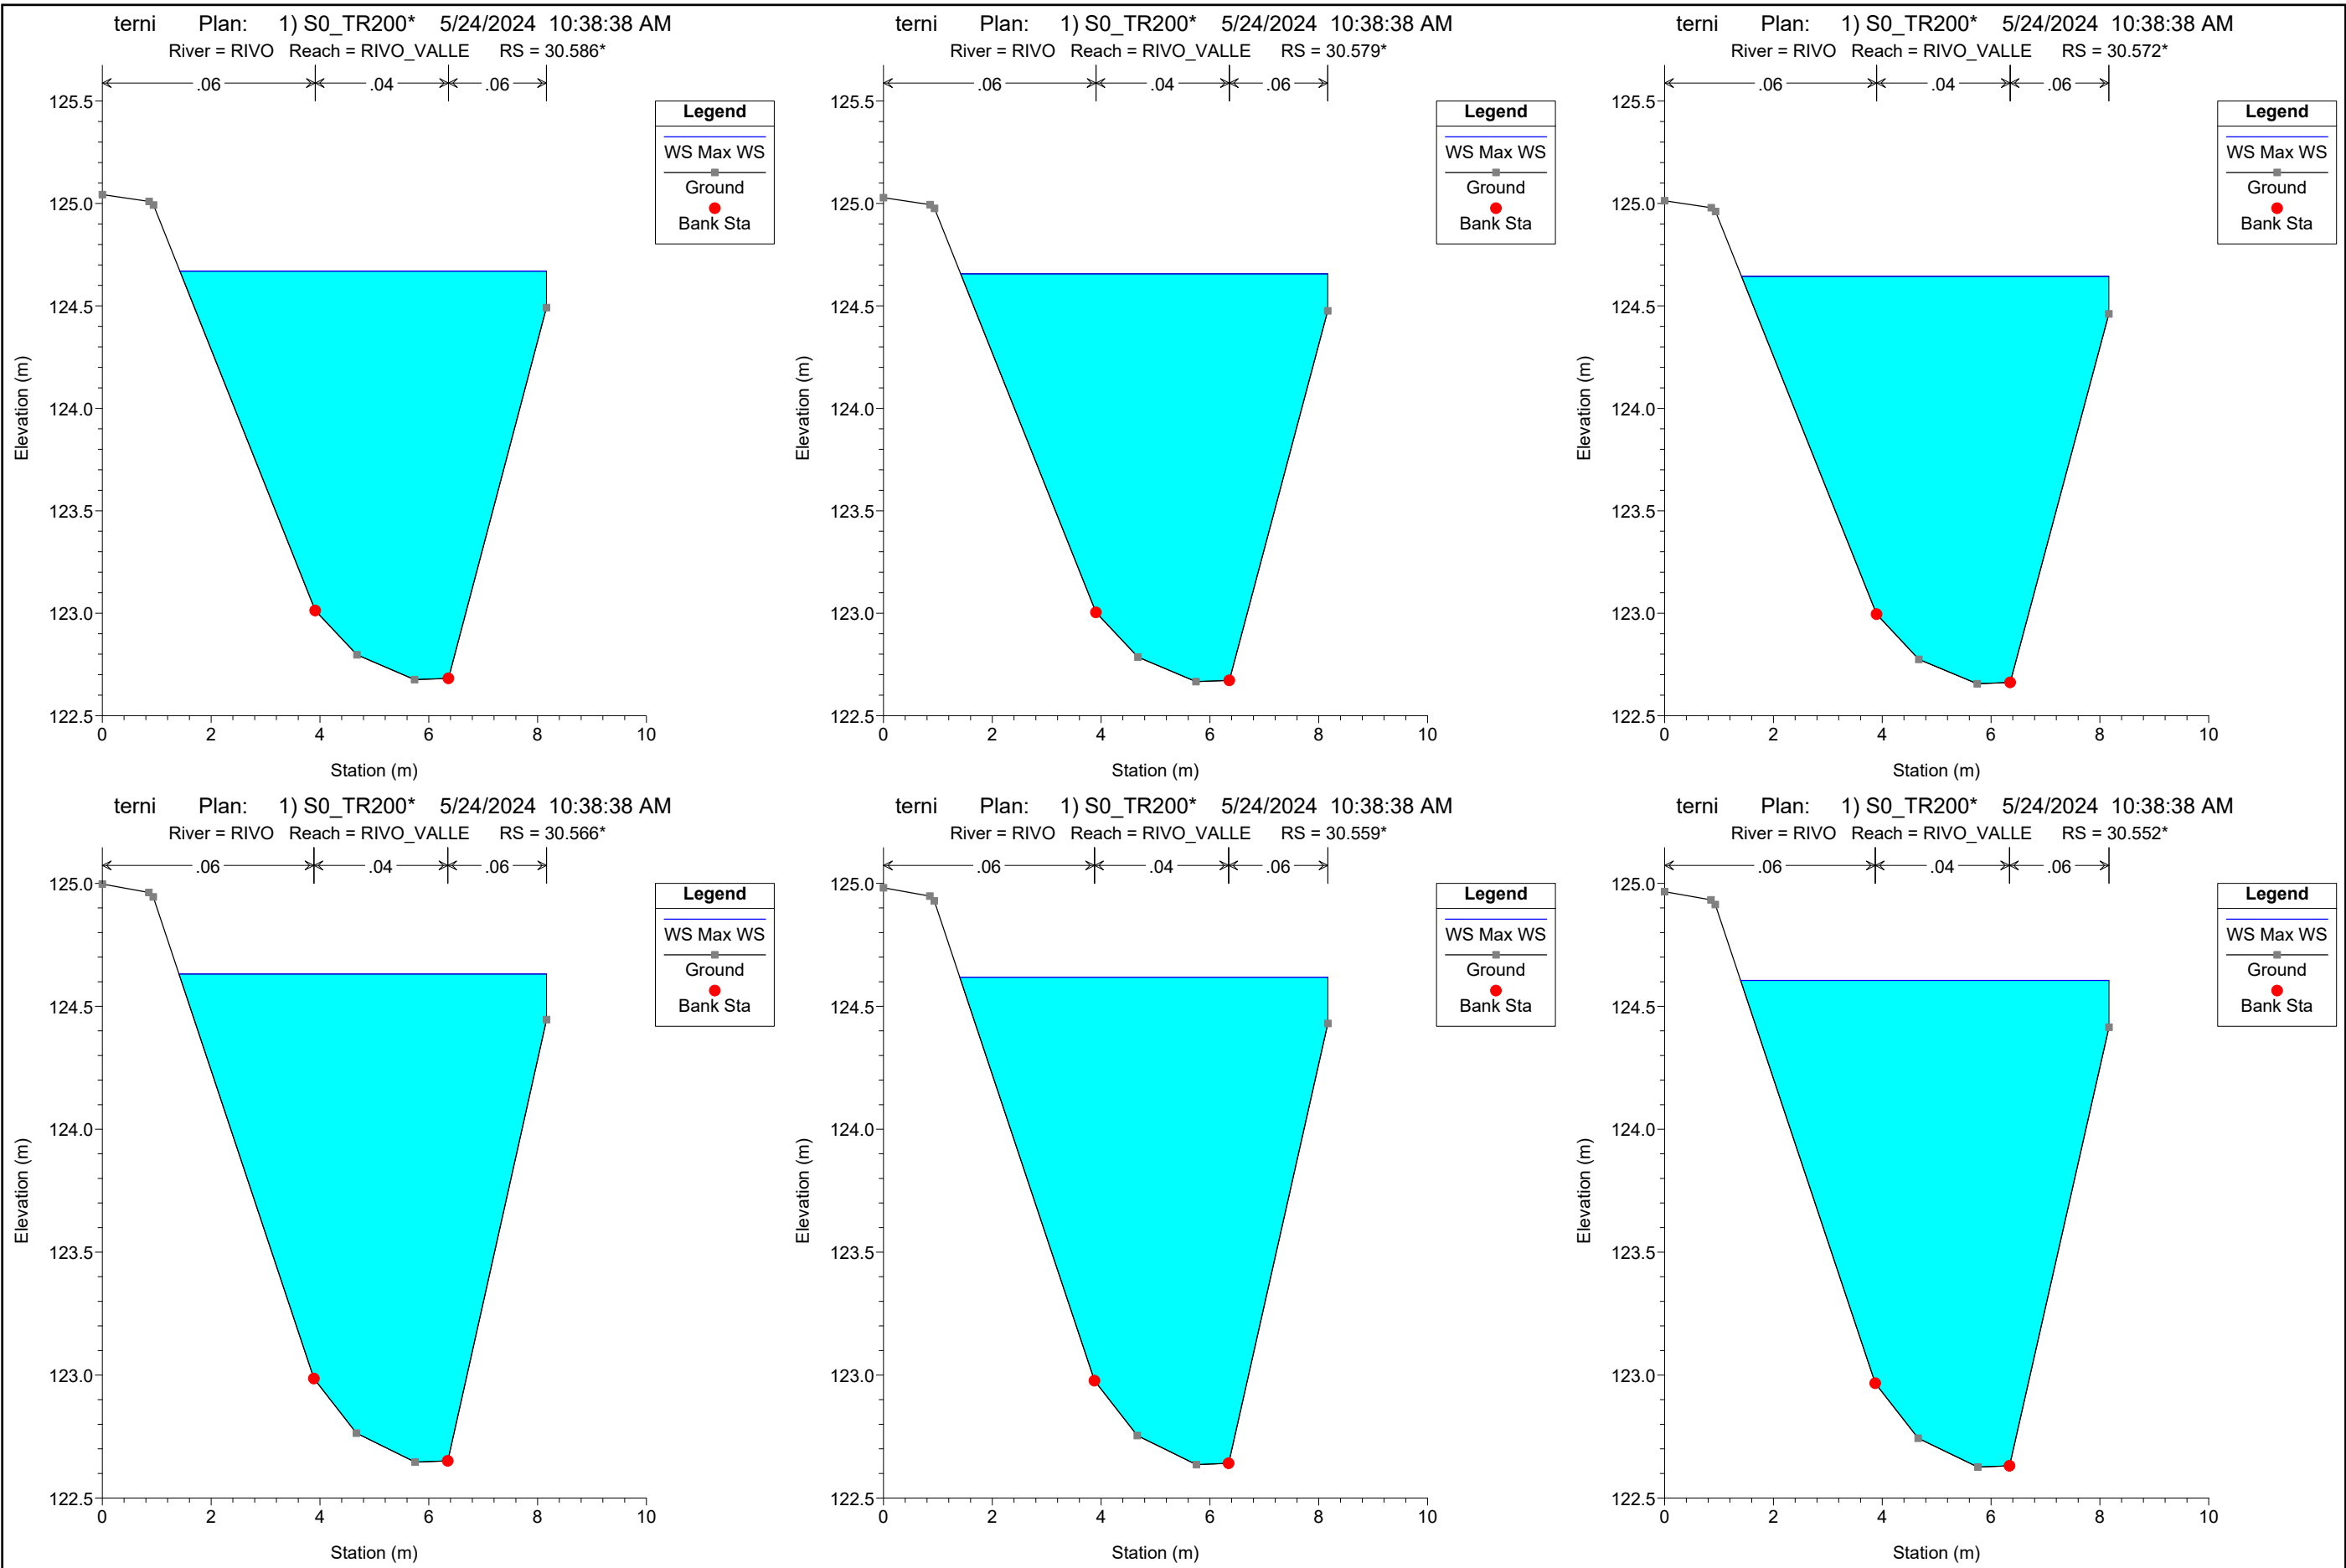 terni Plan: 1) S0_TR200* 5/24/2024 10:38:38 AM
River = RIVO Reach = RIVO_VALLE RS = 30.586*
.06 .04 .06
125.5
125.0
124.5
124.0
123.5
123.0
122.5
0 2 4 6 8 10
Station (m)
Elevation (m)
Legend
WS Max WS
Ground
Bank Sta
terni Plan: 1) S0_TR200* 5/24/2024 10:38:38 AM
River = RIVO Reach = RIVO_VALLE RS = 30.579*
.06 .04 .06
125.5
125.0
124.5
124.0
123.5
123.0
122.5
0 2 4 6 8 10
Station (m)
Elevation (m)
Legend
WS Max WS
Ground
Bank Sta
terni Plan: 1) S0_TR200* 5/24/2024 10:38:38 AM
River = RIVO Reach = RIVO_VALLE RS = 30.572*
.06 .04 .06
125.5
125.0
124.5
124.0
123.5
123.0
122.5
0 2 4 6 8 10
Station (m)
Elevation (m)
Legend
WS Max WS
Ground
Bank Sta
terni Plan: 1) S0_TR200* 5/24/2024 10:38:38 AM
River = RIVO Reach = RIVO_VALLE RS = 30.566*
.06 .04 .06
125.0
124.5
124.0
123.5
123.0
122.5
0 2 4 6 8 10
Station (m)
Elevation (m)
Legend
WS Max WS
Ground
Bank Sta
terni Plan: 1) S0_TR200* 5/24/2024 10:38:38 AM
River = RIVO Reach = RIVO_VALLE RS = 30.559*
.06 .04 .06
125.0
124.5
124.0
123.5
123.0
122.5
0 2 4 6 8 10
Station (m)
Elevation (m)
Legend
WS Max WS
Ground
Bank Sta
terni Plan: 1) S0_TR200* 5/24/2024 10:38:38 AM
River = RIVO Reach = RIVO_VALLE RS = 30.552*
.06 .04 .06
125.0
124.5
124.0
123.5
123.0
122.5
0 2 4 6 8 10
Station (m)
Elevation (m)
Legend
WS Max WS
Ground
Bank Sta